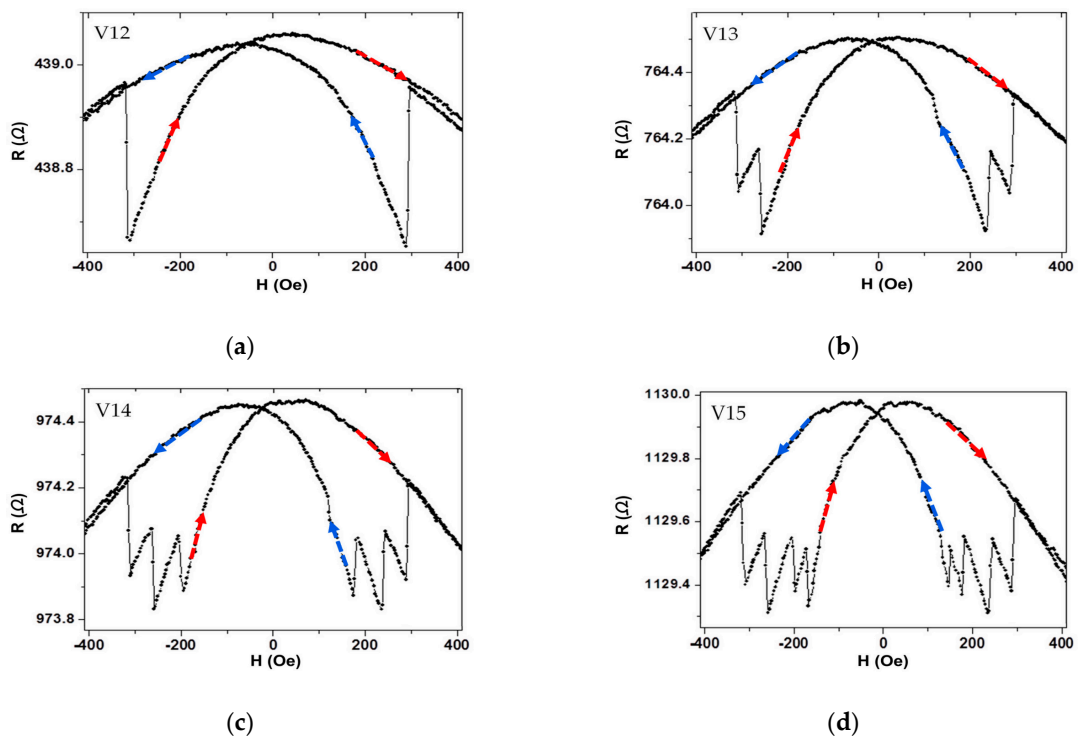 V12
439.0
438.8
R (Ω)
-400 -200 0 200 400
H (Oe)
(a)
V13
764.4
764.2
764.0
R (Ω)
-400 -200 0 200 400
H (Oe)
(b)
V14
974.4
974.2
974.0
973.8
R (Ω)
-400 -200 0 200 400
H (Oe)
(c)
V15
1130.0
1129.8
1129.6
1129.4
R (Ω)
-400 -200 0 200 400
H (Oe)
(d)